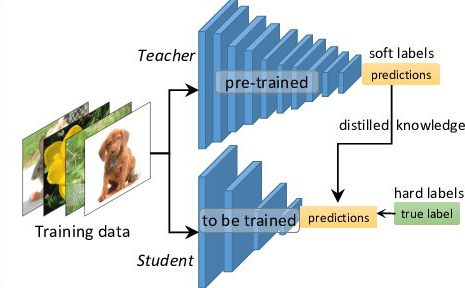 Teacher
soft labels
pre-trained
predictions
distilled knowledge
hard labels
to be trained
predictions
true label
Training data
Student